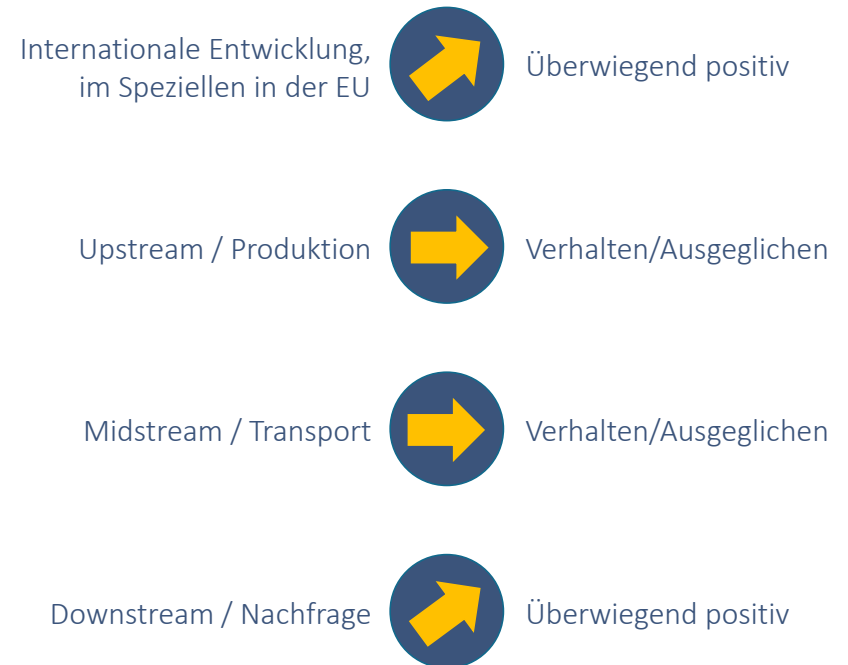 Internationale Entwicklung,
im Speziellen in der EU
Überwiegend positiv
Upstream / Produktion
Verhalten/Ausgeglichen
Midstream / Transport
Verhalten/Ausgeglichen
Downstream / Nachfrage
Überwiegend positiv